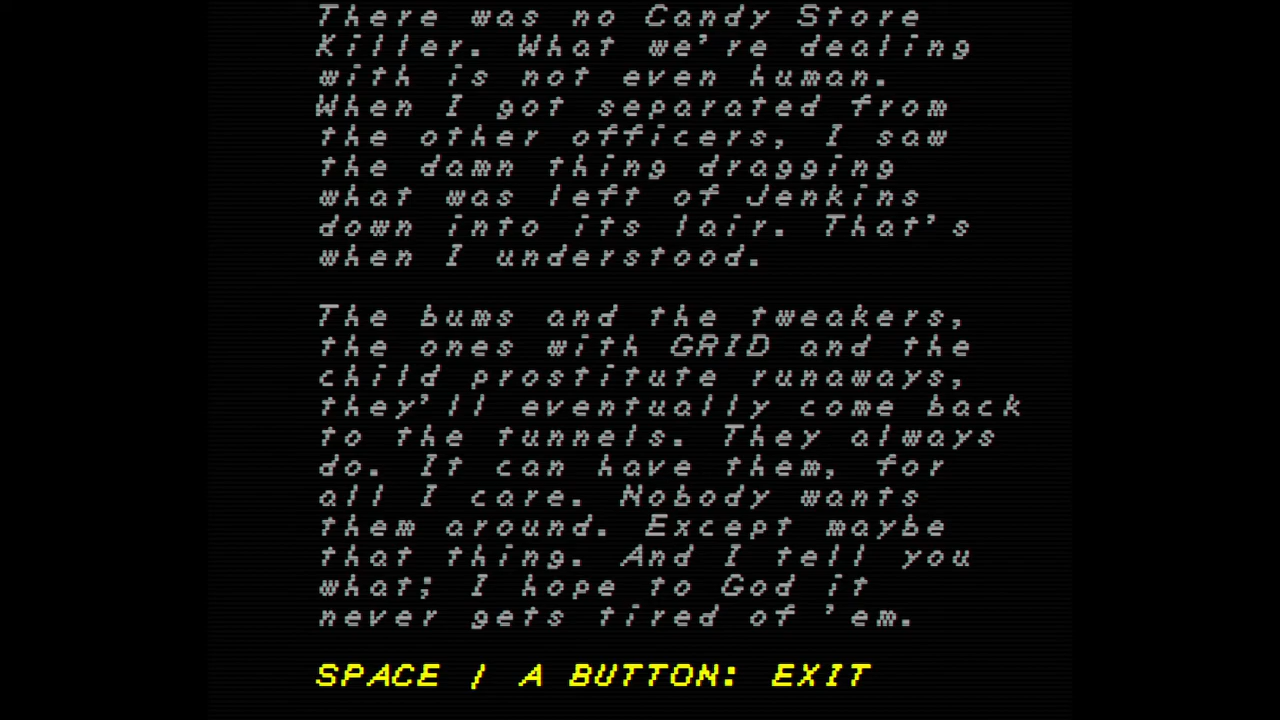 There was no Candy Store
Killer. What we're dealing
with is not even human.
When I got separated from
the other officers, I saw
the damn thing dragging
what was left of Jenkins
down into its lair. That's
when I understood.
The bums and the tweakers,
the ones with GRID and the
child prostitute runaways,
they'll eventually come back
to the tunnels. They always
do. It can have them, for
all I care. Nobody wants
them around. Except maybe
that thing. And I tell you
what; I hope to God it
never gets tired of 'em.
SPACE / A BUTTON: EXIT